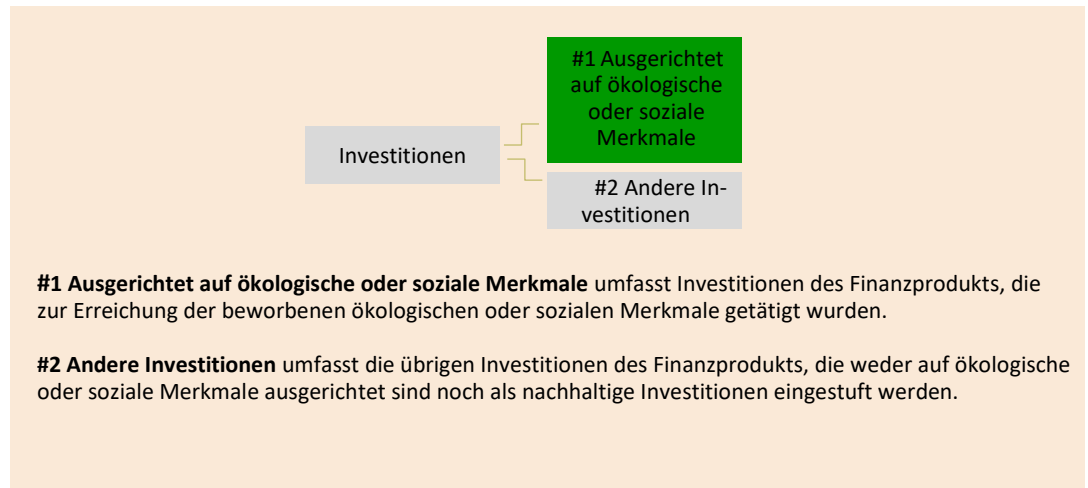 #1 Ausgerichtet
auf ökologische
oder soziale
Merkmale
Investitionen
#2 Andere In-
vestitionen
#1 Ausgerichtet auf ökologische oder soziale Merkmale umfasst Investitionen des Finanzprodukts, die
zur Erreichung der beworbenen ökologischen oder sozialen Merkmale getätigt wurden.
#2 Andere Investitionen umfasst die übrigen Investitionen des Finanzprodukts, die weder auf ökologische
oder soziale Merkmale ausgerichtet sind noch als nachhaltige Investitionen eingestuft werden.